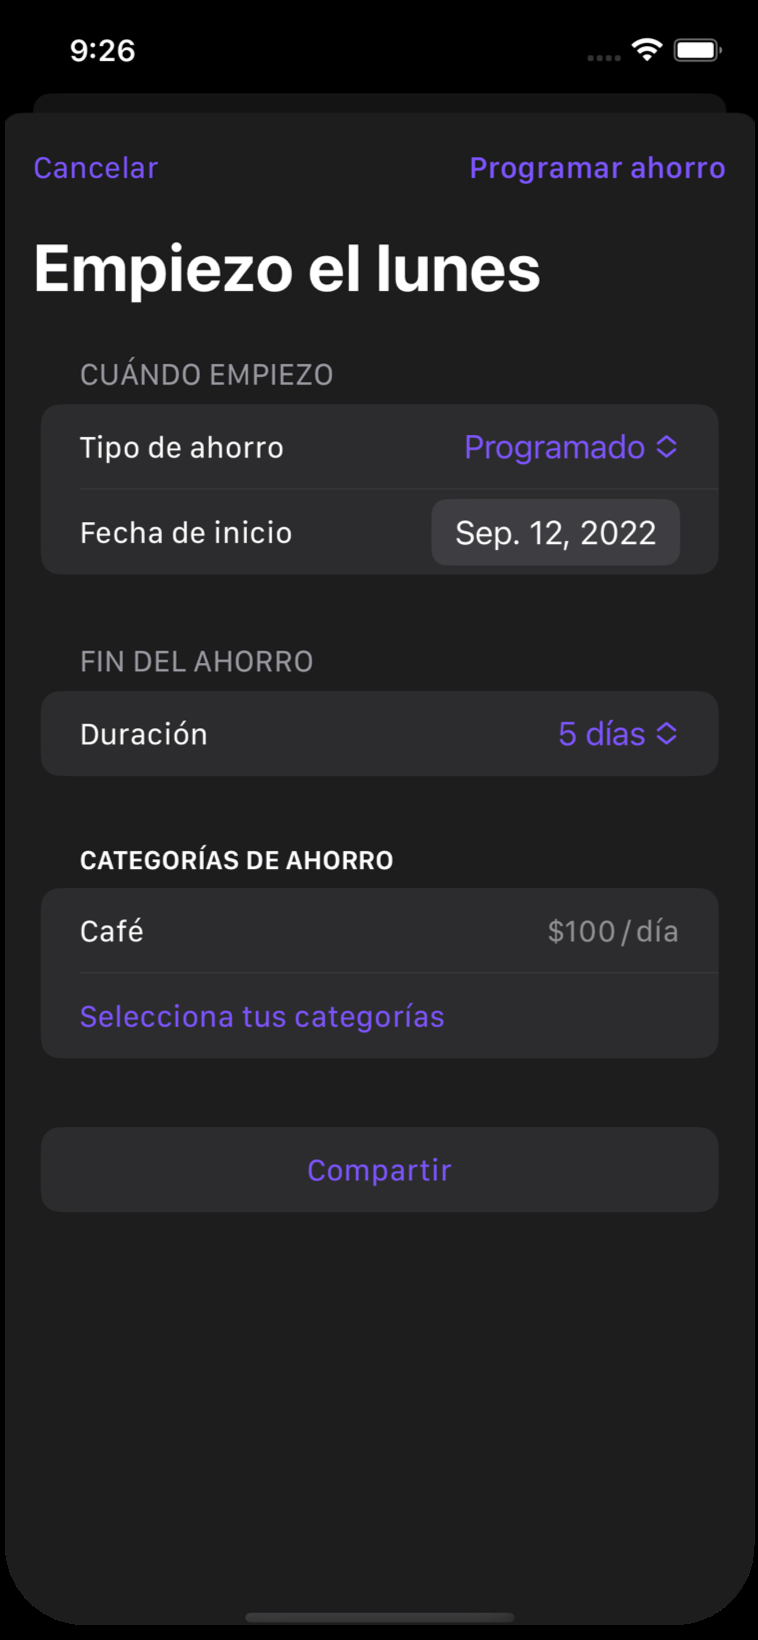 9:26
Cancelar
Programar ahorro
Empiezo el lunes
CUÁNDO EMPIEZO
Tipo de ahorro
Programado
Fecha de inicio
Sep. 12, 2022
FIN DEL AHORRO
Duración
5 días
CATEGORÍAS DE AHORRO
Café
$100/día
Selecciona tus categorías
Compartir